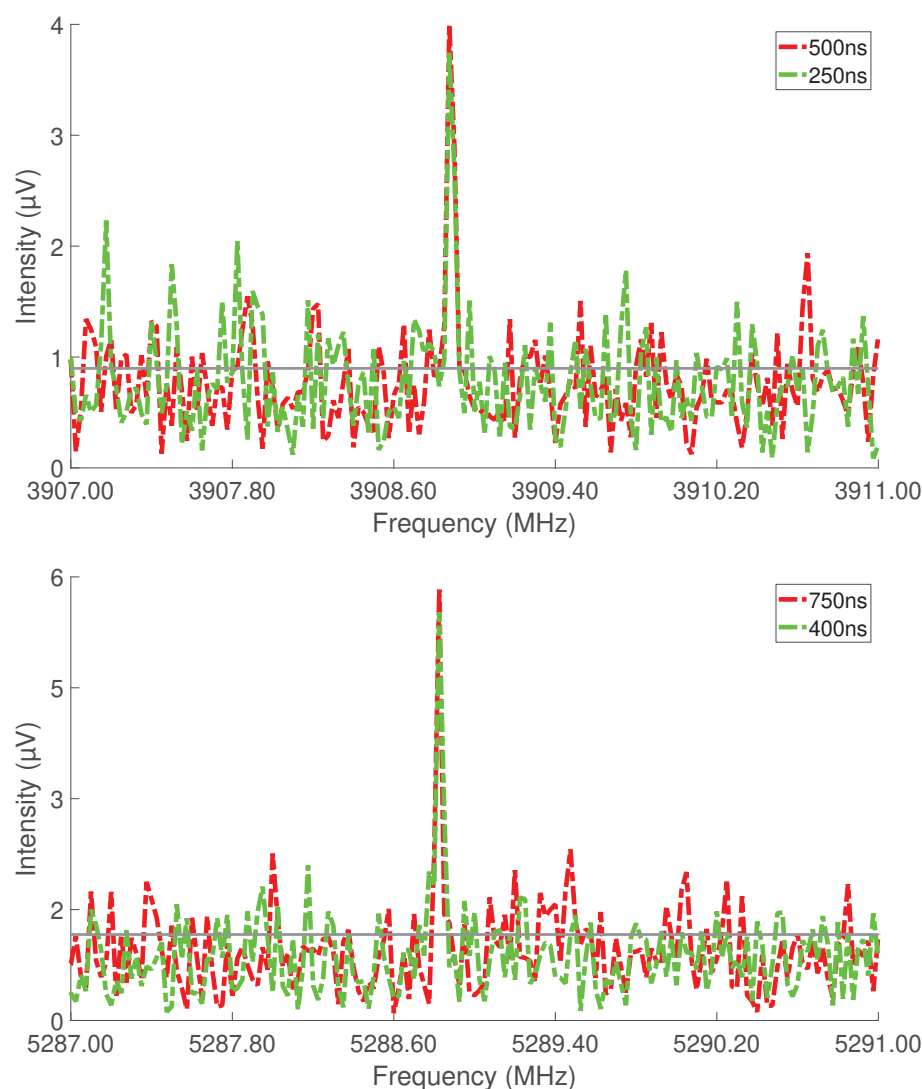 4
3
2
1
0
Intensity (μV)
500ns
250ns
3907.00 3907.80 3908.60 3909.40 3910.20 3911.00
Frequency (MHz)
6
5
3
2
0
Intensity (μV)
750ns
400ns
5287.00 5287.80 5288.60 5289.40 5290.20 5291.00
Frequency (MHz)